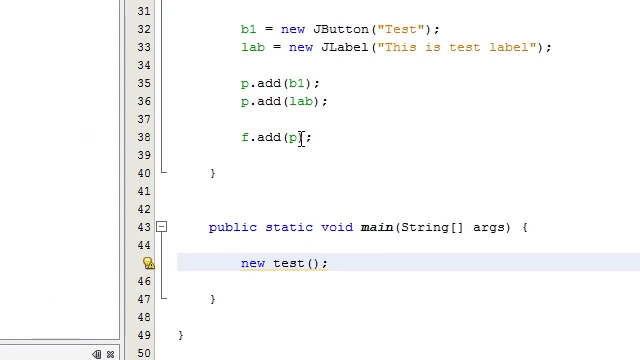 31
32 b1 = new JButton("Test");
33 lab = new JLabel("This is test label");
34
35 p.add(b1);
36 p.add(lab);
37
38 f.add(p);
39
40 }
41
42
43 public static void main(String[] args) {
44
new test();
46
47 }
48
49 }
50